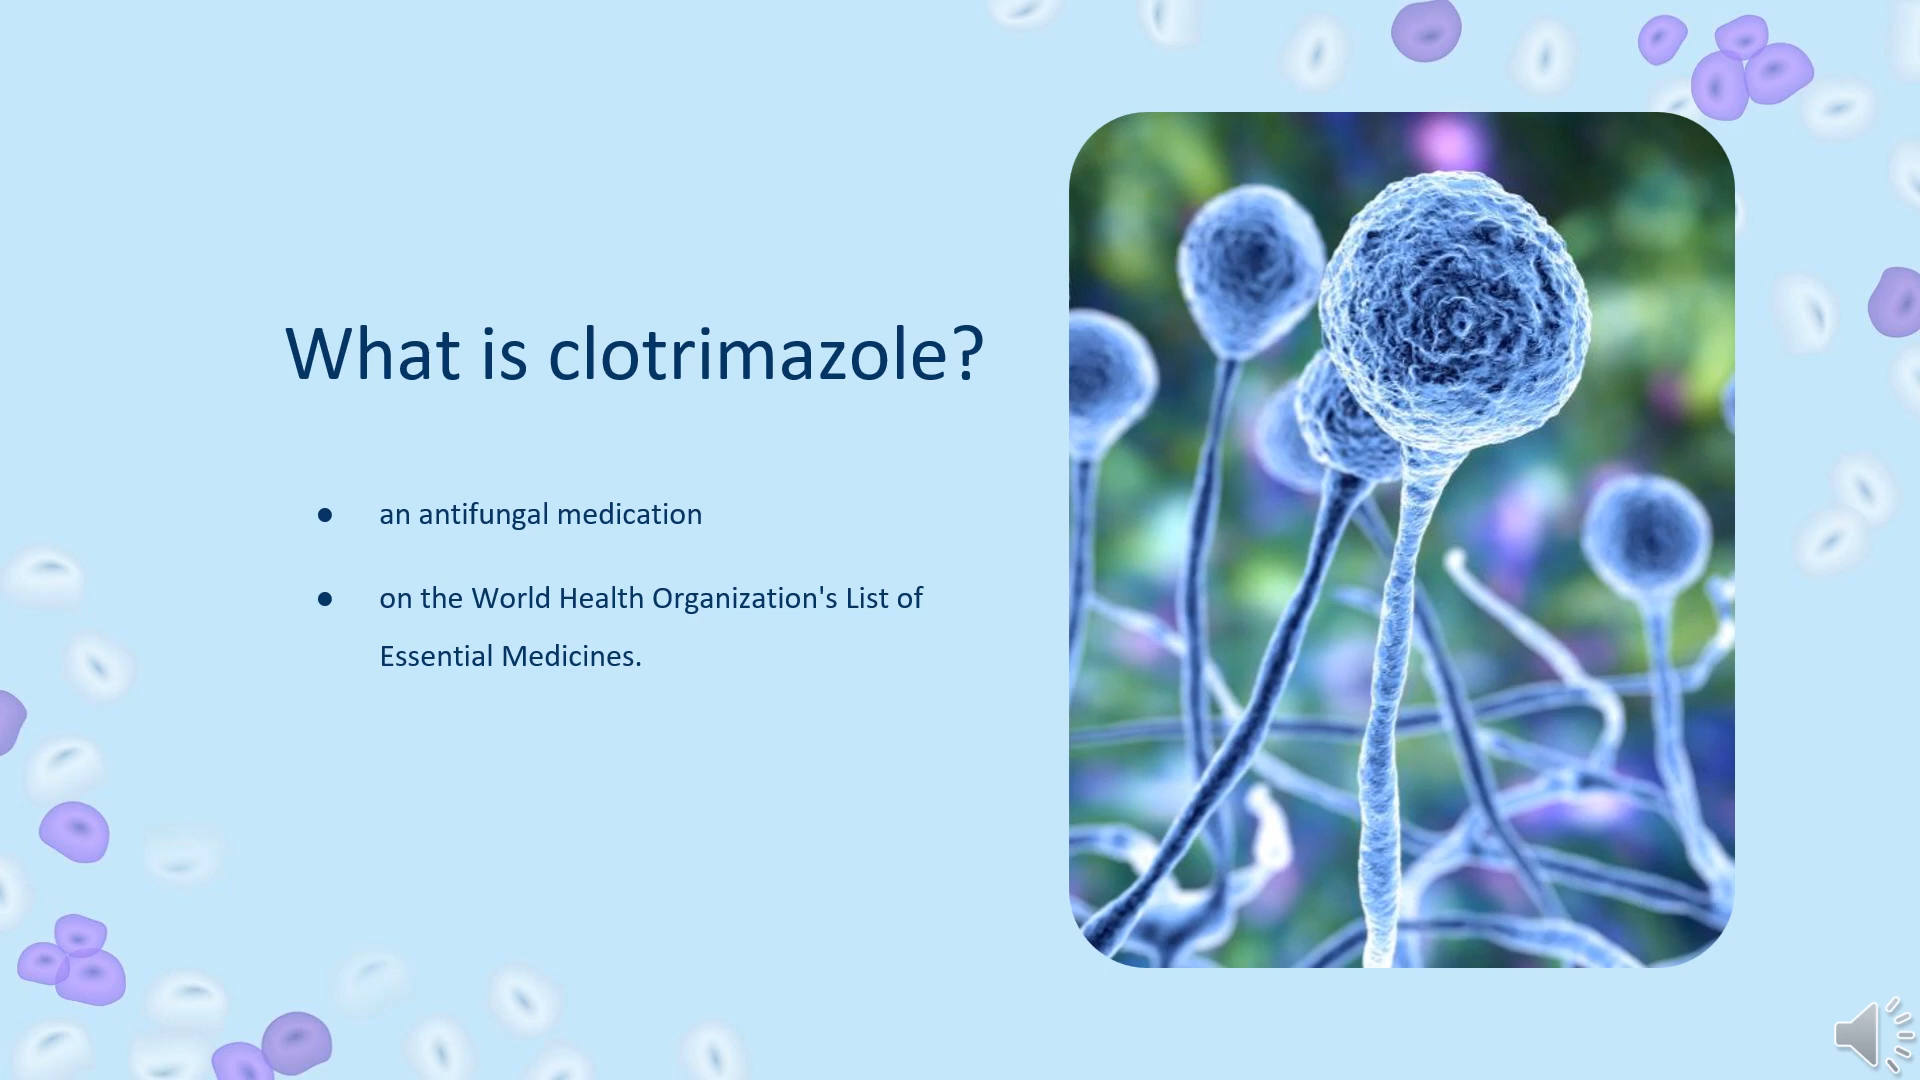 What is clotrimazole?
● an antifungal medication
● on the World Health Organization's List of
Essential Medicines.